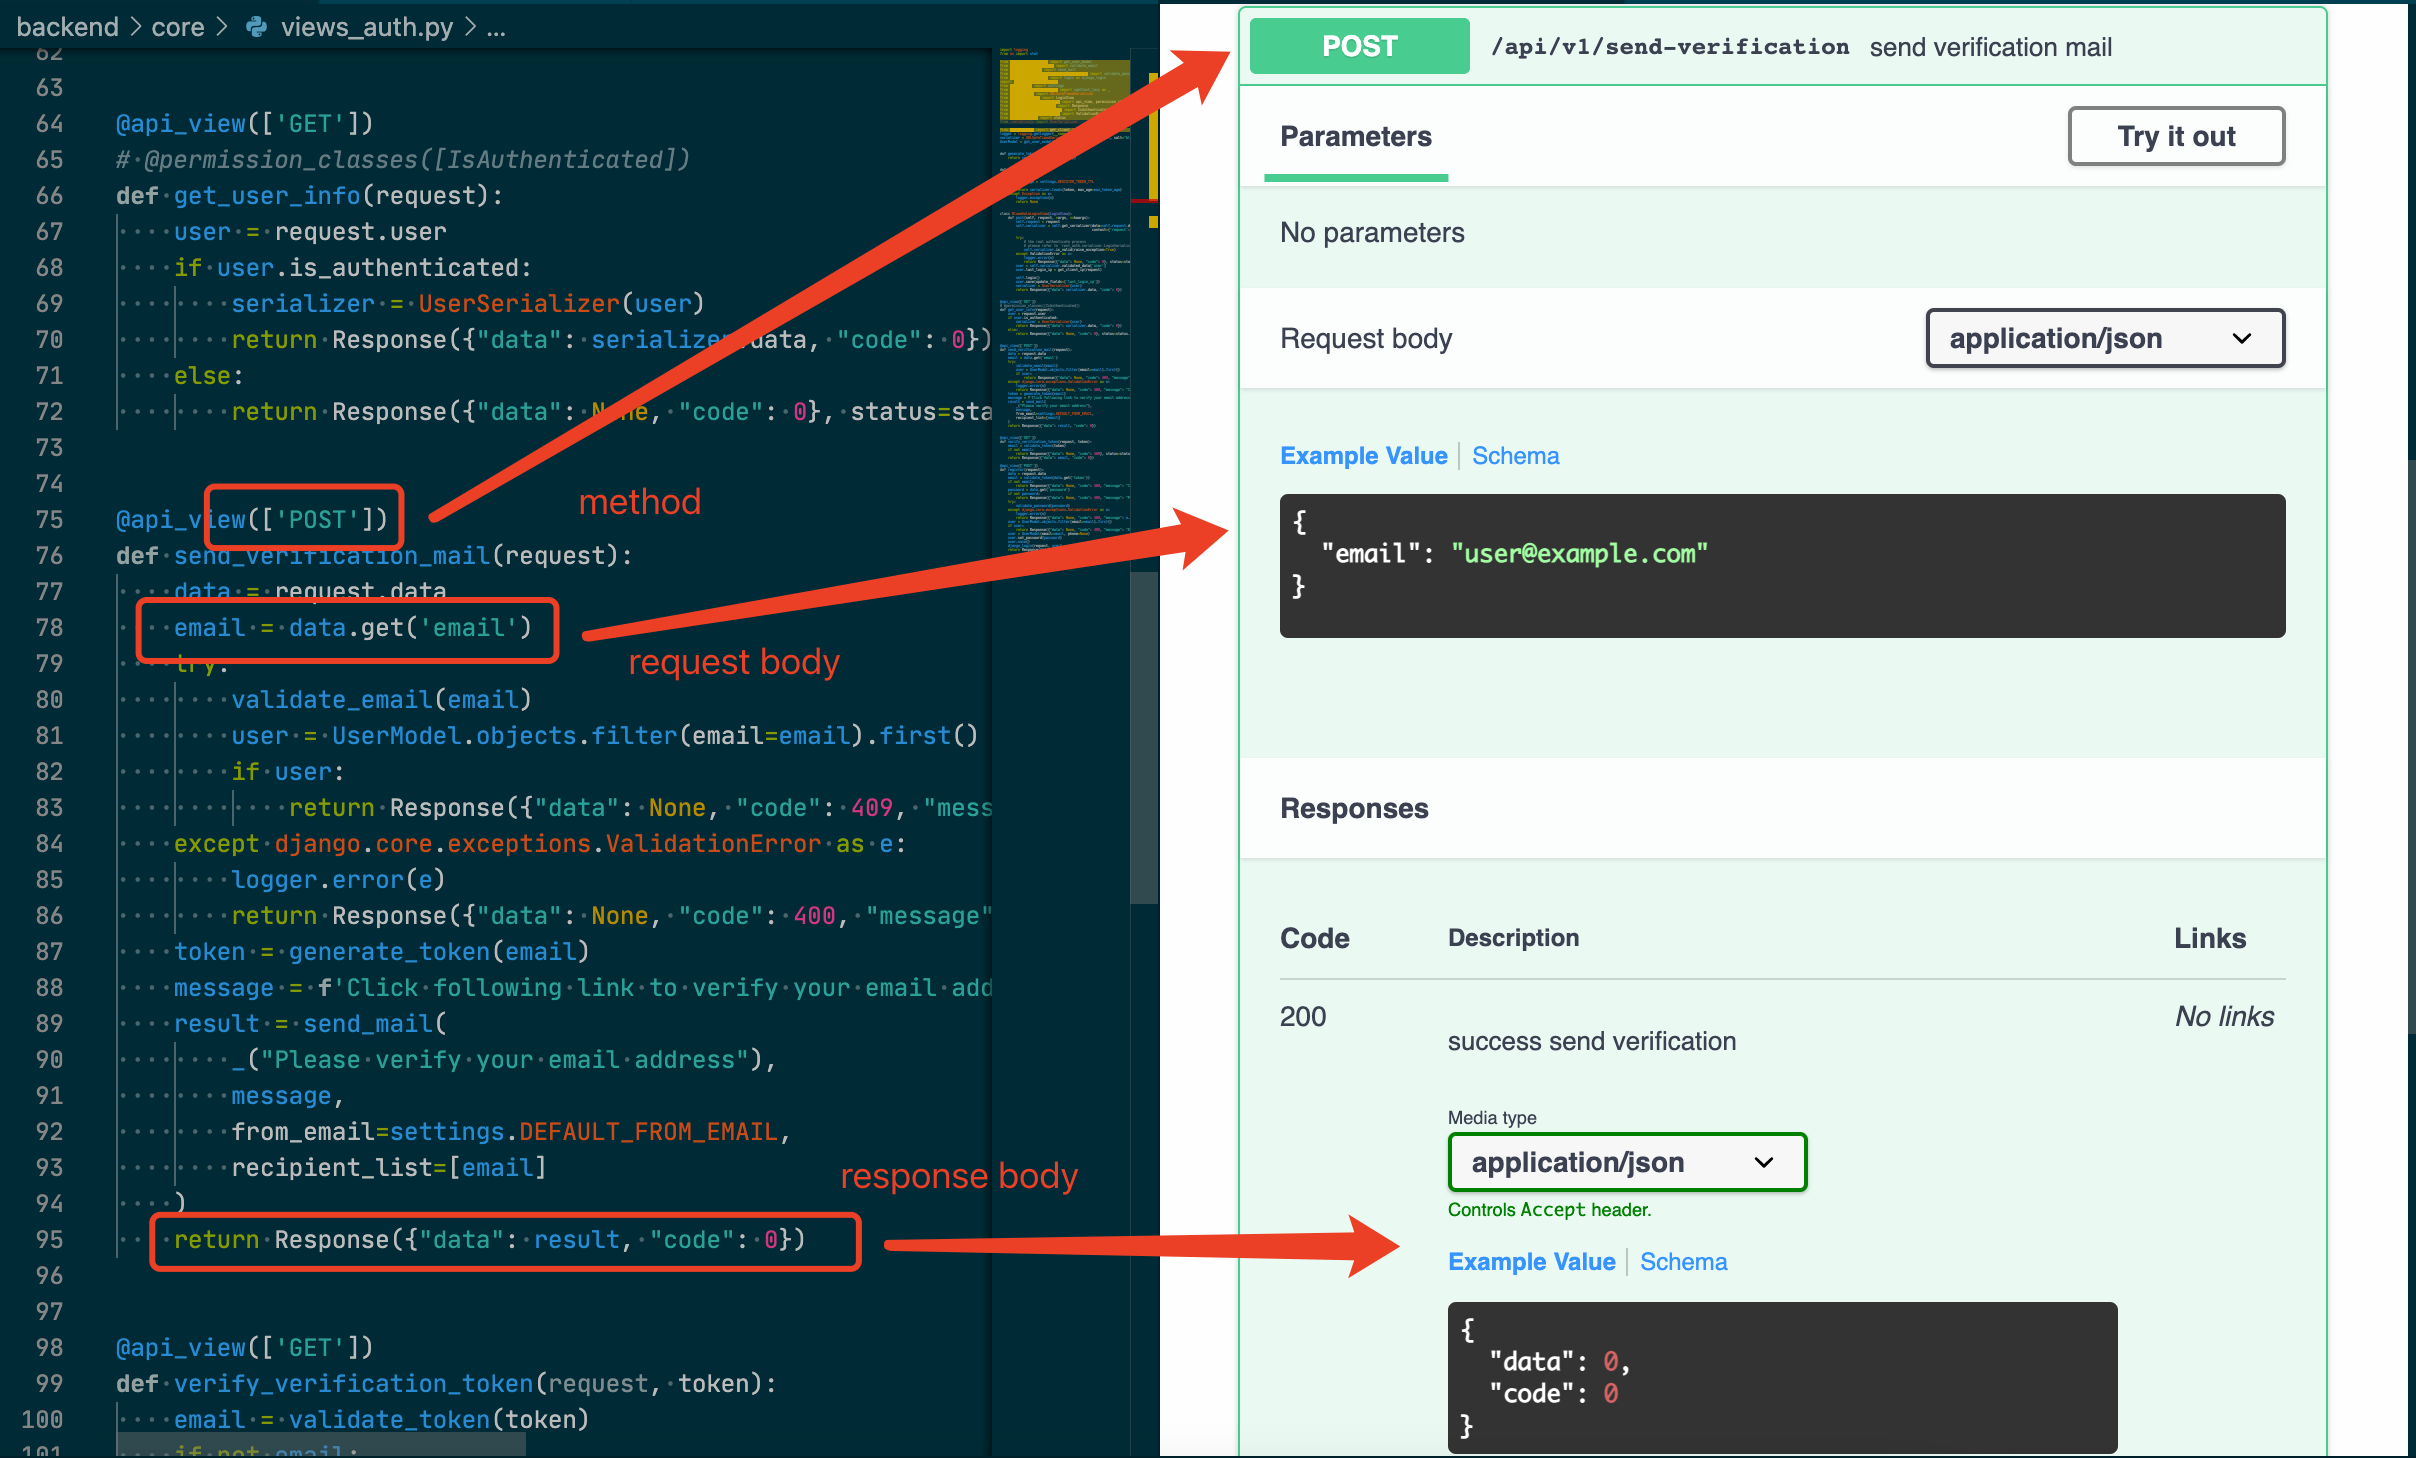 backend > core > views_auth.py > ...
62
63
64 @api_view(['GET'])
65 # @permission_classes([IsAuthenticated])
66 def get_user_info(request):
67 user = request.user
68 if user.is_authenticated:
69 serializer = UserSerializer(user)
70 return Response({"data": serializer.data, "code": 0})
71 else:
72 return Response({"data": None, "code": 0}, status=sta
73
74
75 @api_view(['POST'])
76 def send_verification_mail(request):
77 data = request.data
78 email = data.get('email')
79 try:
80 validate_email(email)
81 user = UserModel.objects.filter(email=email).first()
82 if user:
83 return Response({"data": None, "code": 409, "mess
84 except django.core.exceptions.ValidationError as e:
85 logger.error(e)
86 return Response({"data": None, "code": 400, "message"
87 token = generate_token(email)
88 message = f'Click following link to verify your email add
89 result = send_mail(
90 _("Please verify your email address"),
91 message,
92 from_email=settings.DEFAULT_FROM_EMAIL,
93 recipient_list=[email]
94 )
95 return Response({"data": result, "code": 0})
96
97
98 @api_view(['GET'])
99 def verify_verification_token(request, token):
100 email = validate_token(token)
101 if not email:
method
request body
response body
POST /api/v1/send-verification send verification mail
Parameters
Try it out
No parameters
Request body
application/json
Example Value | Schema
{
"email": "user@example.com"
}
Responses
Code Description Links
200 No links
success send verification
Media type
application/json
Controls Accept header.
Example Value | Schema
{
"data": 0,
"code": 0
}